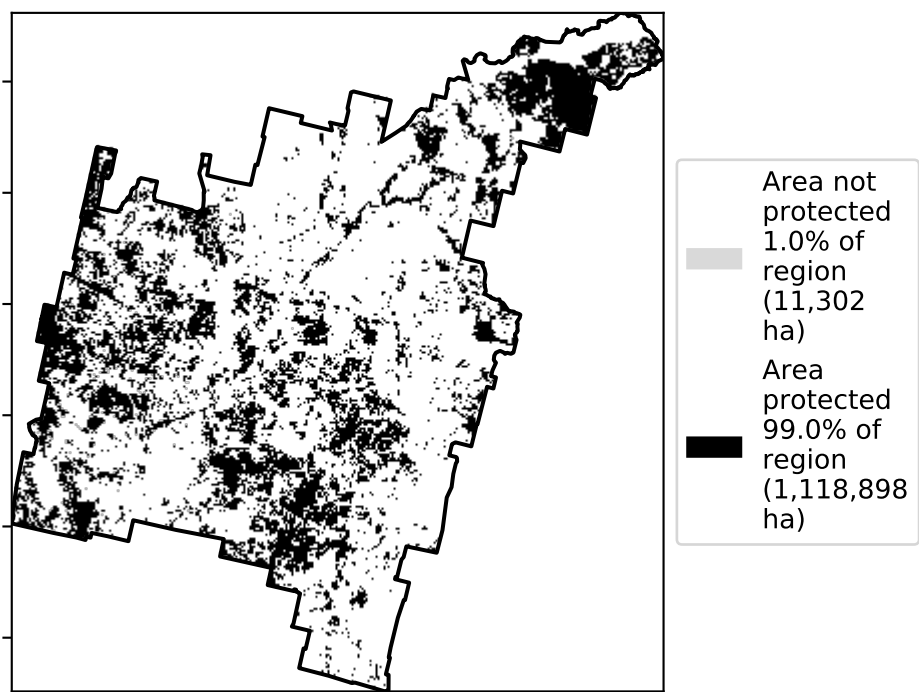 Area not
protected
1.0% of
region
(11,302
ha)
Area
protected
99.0% of
region
(1,118,898
ha)